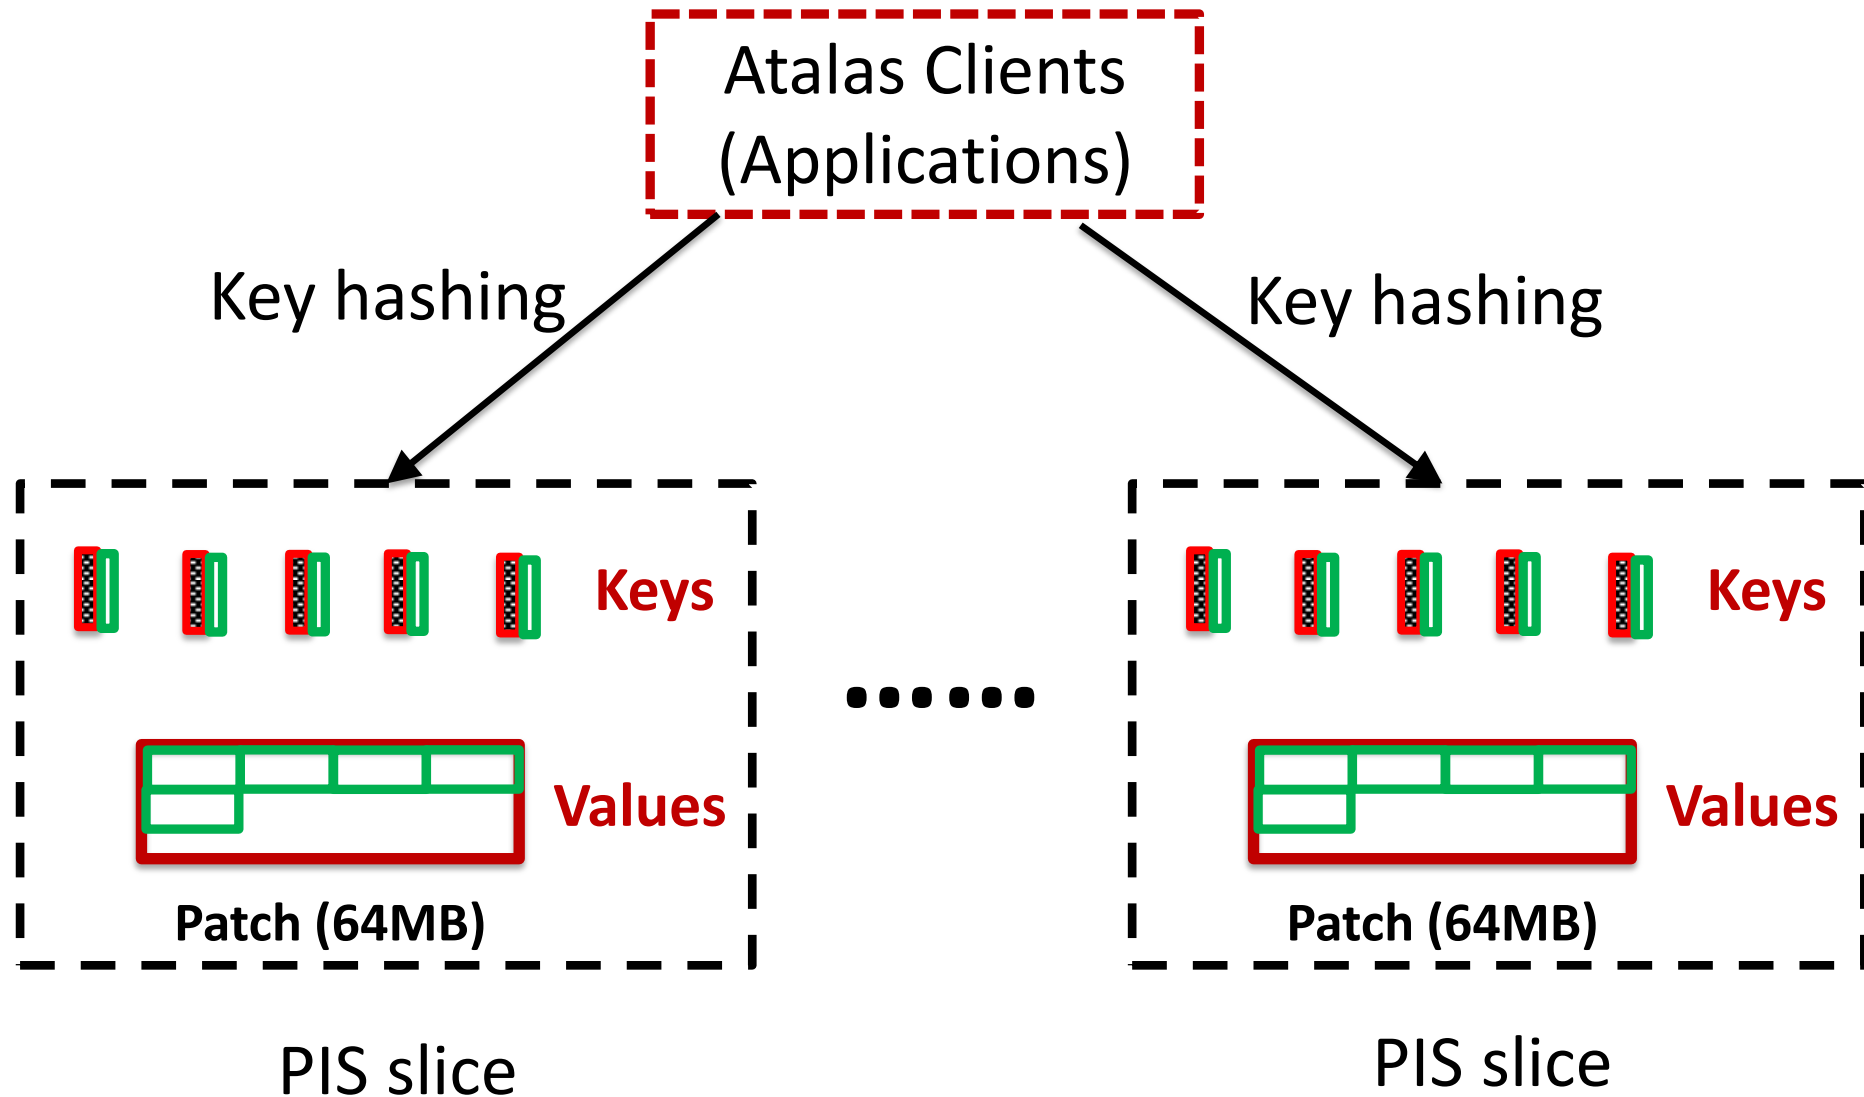 Atalas Clients
(Applications)
Key hashing
Key hashing
Keys
Keys
......
Values
Values
Patch (64MB)
Patch (64MB)
PIS slice
PIS slice